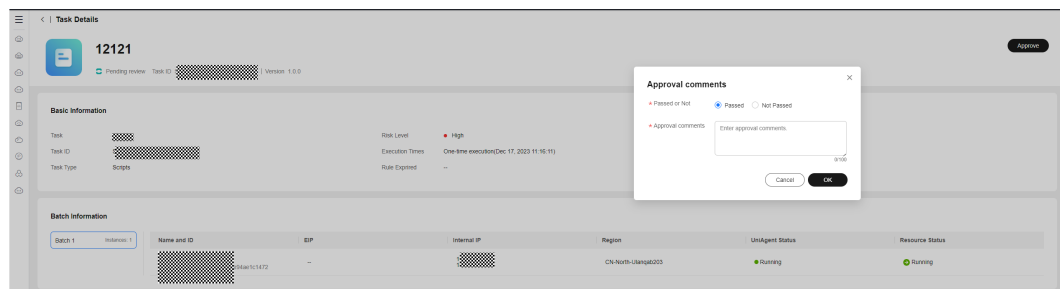 < | Task Details
12121
Approve
Pending review Task ID | Version 1.0.0
Approval comments
* Passed or Not Passed Not Passed
* Approval comments Enter approval comments.
0/100
Cancel OK
Basic Information
Task Risk Level High
Task ID Execution Times One-time execution(Dec 17, 2023 11:16:11)
Task Type Scripts Rule Expired --
Batch Information
Batch 1 Instances: 1
Name and ID EIP Internal IP Region UniAgent Status Resource Status
-- CN-North-Ulanqab203 Running Running